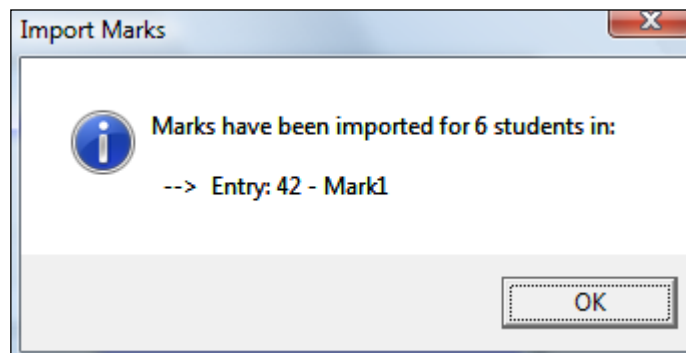 Import Marks
Marks have been imported for 6 students in:
--> Entry: 42 - Mark1
OK